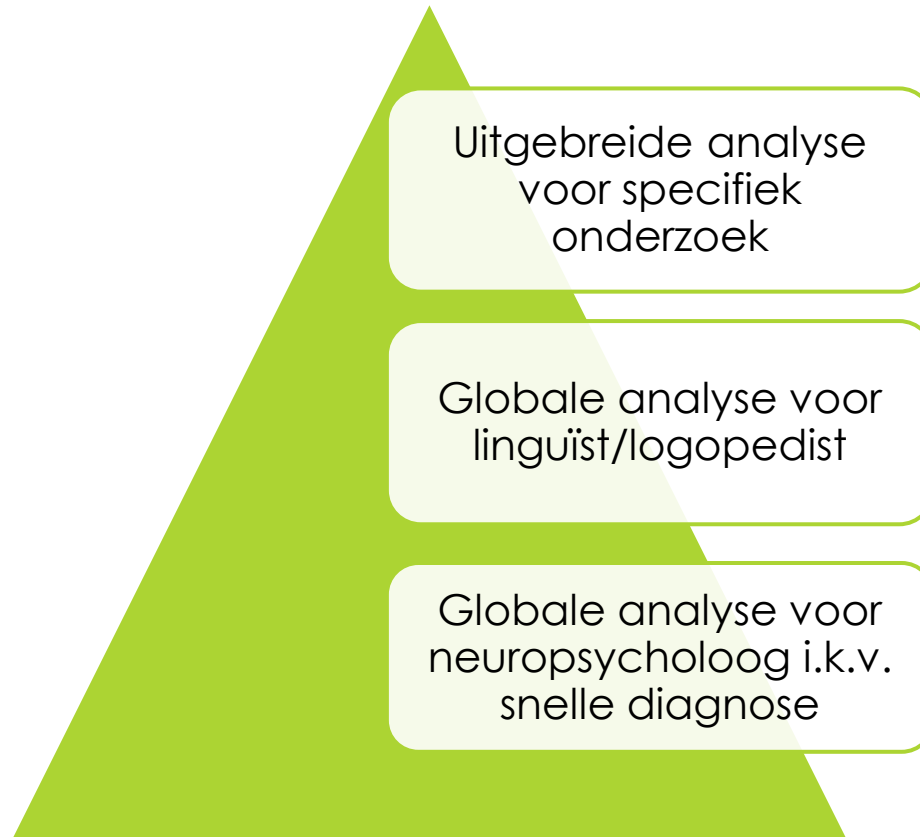 Uitgebreide analyse
voor specifiek
onderzoek
Globale analyse voor
linguïst/logopedist
Globale analyse voor
neuropsycholoog i.k.v.
snelle diagnose